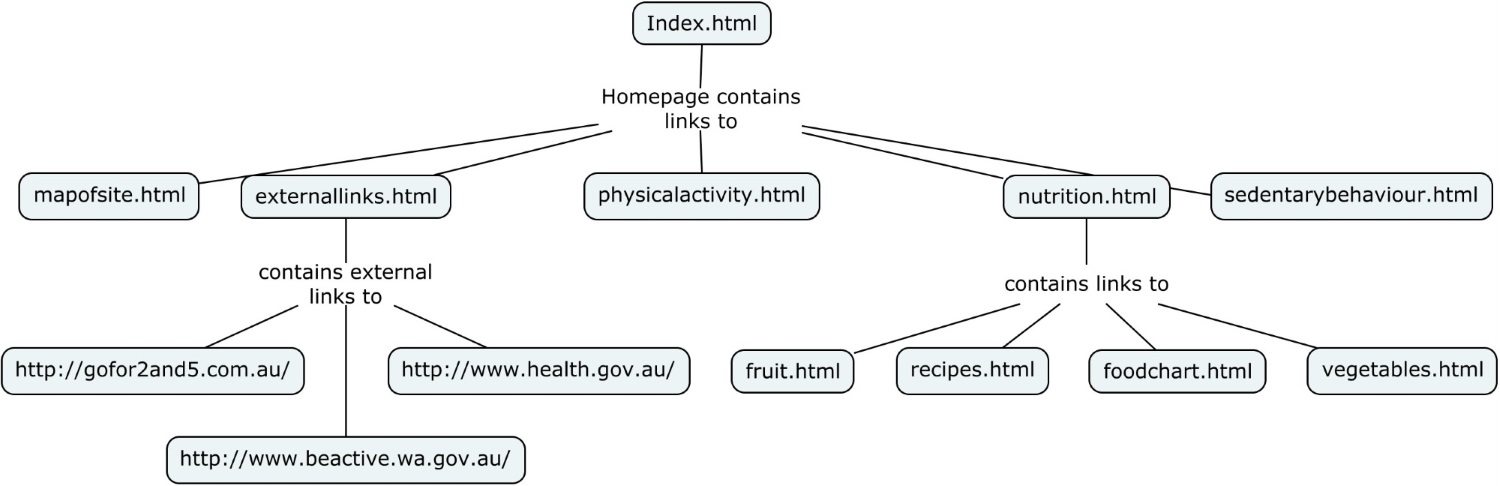 Index.html
Homepage contains
links to
mapofsite.html
externallinks.html
physicalactivity.html
nutrition.html
sedentarybehaviour.html
contains external
links to
contains links to
http://gofor2and5.com.au/
http://www.health.gov.au/
fruit.html
recipes.html
foodchart.html
vegetables.html
http://www.beactive.wa.gov.au/